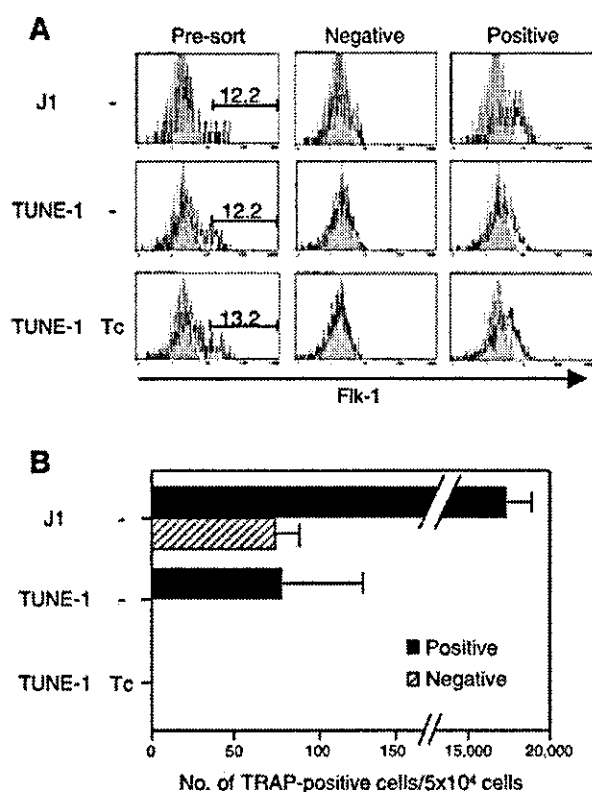 A
Pre-sort Negative Positive
J1 - 12.2
TUNE-1 - 12.2
TUNE-1 Tc 13.2
Flk-1
B
J1 -
TUNE-1 -
TUNE-1 Tc
Positive
Negative
0 50 100 150 15,000 20,000
No. of TRAP-positive cells/5x10⁴ cells